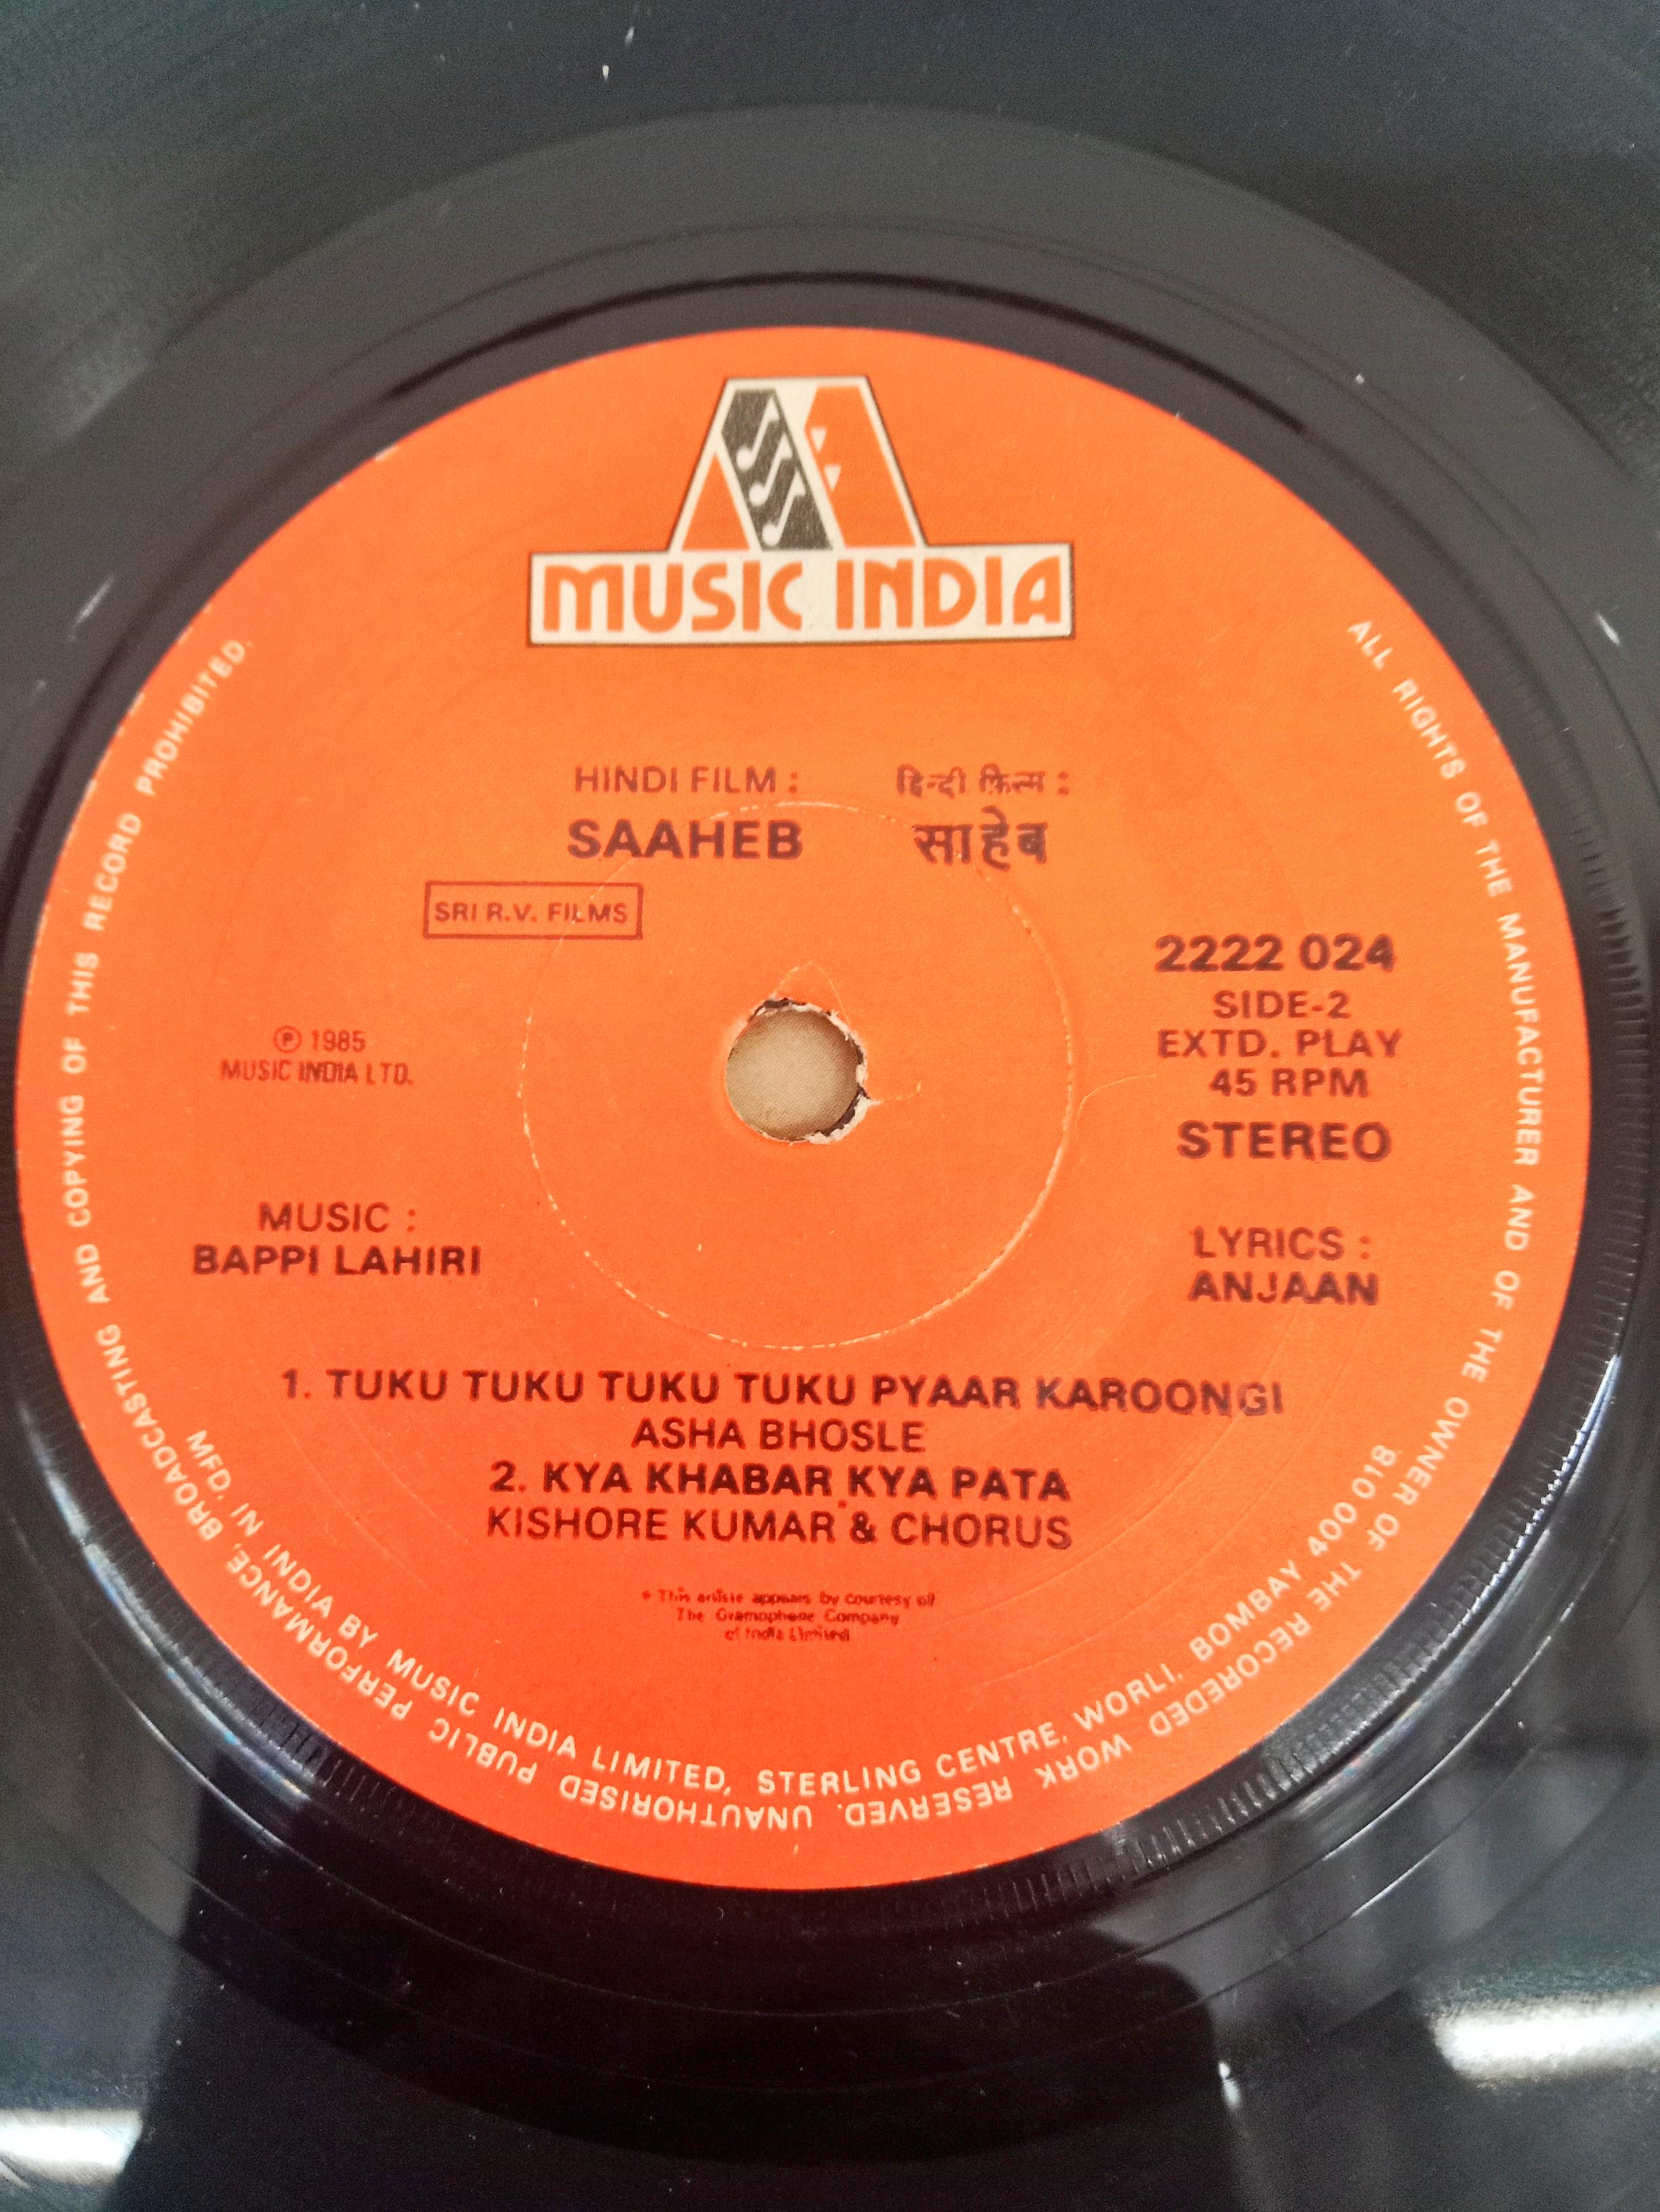 MUSIC INDIA
HINDI FILM : हिन्दी फ़िल्म :
SAAHEB साहेब
SRI R.V. FILMS
2222 024
SIDE-2
EXTD. PLAY
45 RPM
STEREO
℗ 1985
MUSIC INDIA LTD.
MUSIC :
BAPPI LAHIRI
LYRICS :
ANJAAN
1. TUKU TUKU TUKU TUKU PYAAR KAROONGI
ASHA BHOSLE
2. KYA KHABAR KYA PATA
KISHORE KUMAR* & CHORUS
* This artiste appears by courtesy of
The Gramophone Company
of India Limited
MFD. IN INDIA BY MUSIC INDIA LIMITED, STERLING CENTRE, WORLI, BOMBAY 400 018.
ALL RIGHTS OF THE MANUFACTURER AND OF THE OWNER OF THE RECORDED WORK RESERVED. UNAUTHORISED PUBLIC PERFORMANCE, BROADCASTING AND COPYING OF THIS RECORD PROHIBITED.